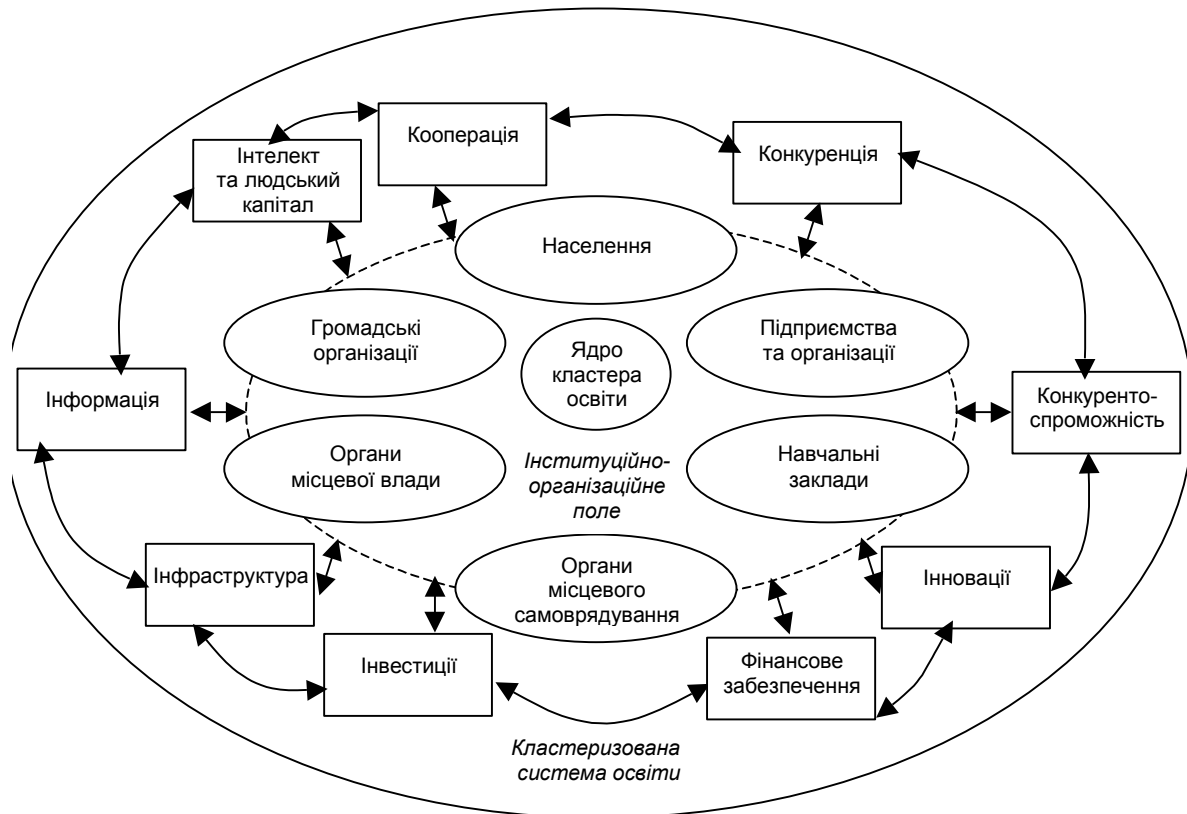 Кооперація
Конкуренція
Інтелект
та людський
капітал
Населення
Громадські
організації
Підприємства
та організації
Ядро
кластера
освіти
Інформація
Конкуренто-
спроможність
Органи
місцевої влади
Інституційно-
організаційне
поле
Навчальні
заклади
Інфраструктура
Органи
місцевого
самоврядування
Інновації
Інвестиції
Фінансове
забезпечення
Кластеризована
система освіти